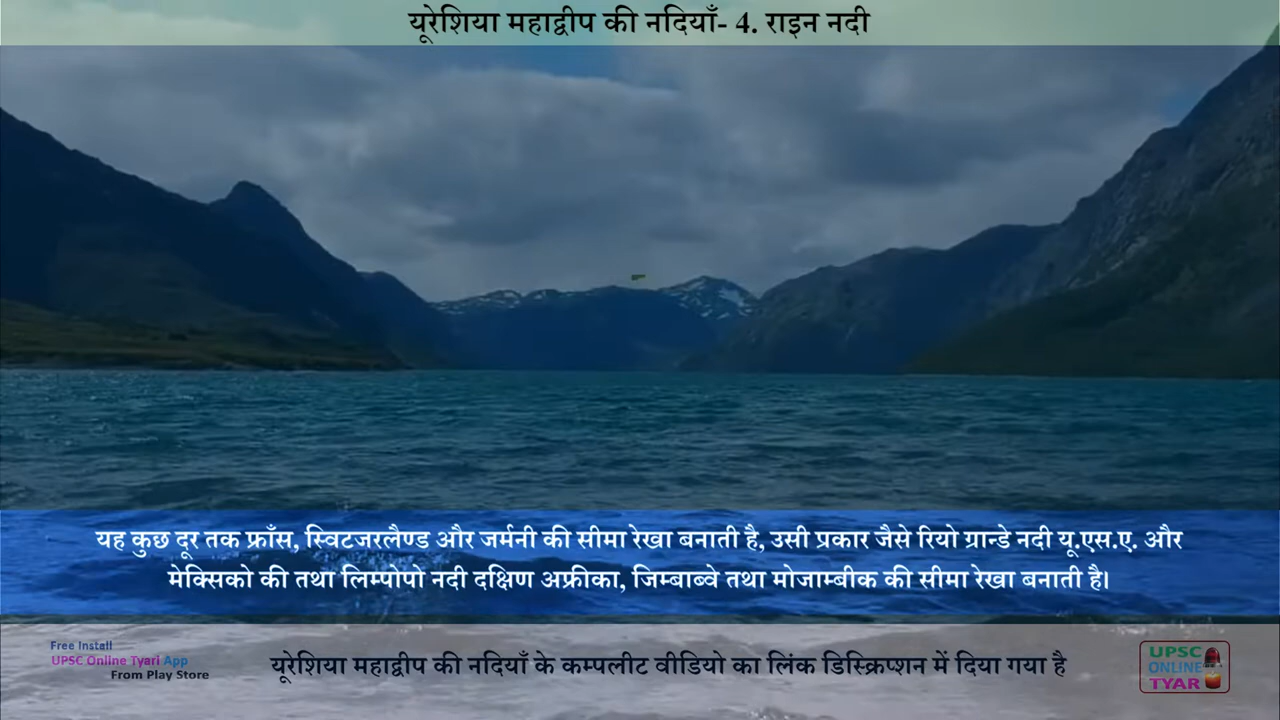 यूरेशिया महाद्वीप की नदियाँ- 4. राइन नदी
यह कुछ दूर तक फ्राँस, स्विटजरलैण्ड और जर्मनी की सीमा रेखा बनाती है, उसी प्रकार जैसे रियो ग्रान्डे नदी यू.एस.ए. और
मेक्सिको की तथा लिम्पोपो नदी दक्षिण अफ्रीका, जिम्बाब्वे तथा मोजाम्बीक की सीमा रेखा बनाती है।
Free Install
UPSC Online Tyari App
From Play Store
यूरेशिया महाद्वीप की नदियाँ के कम्पलीट वीडियो का लिंक डिस्क्रिप्शन में दिया गया है
UPSC
ONLINE
TYAR